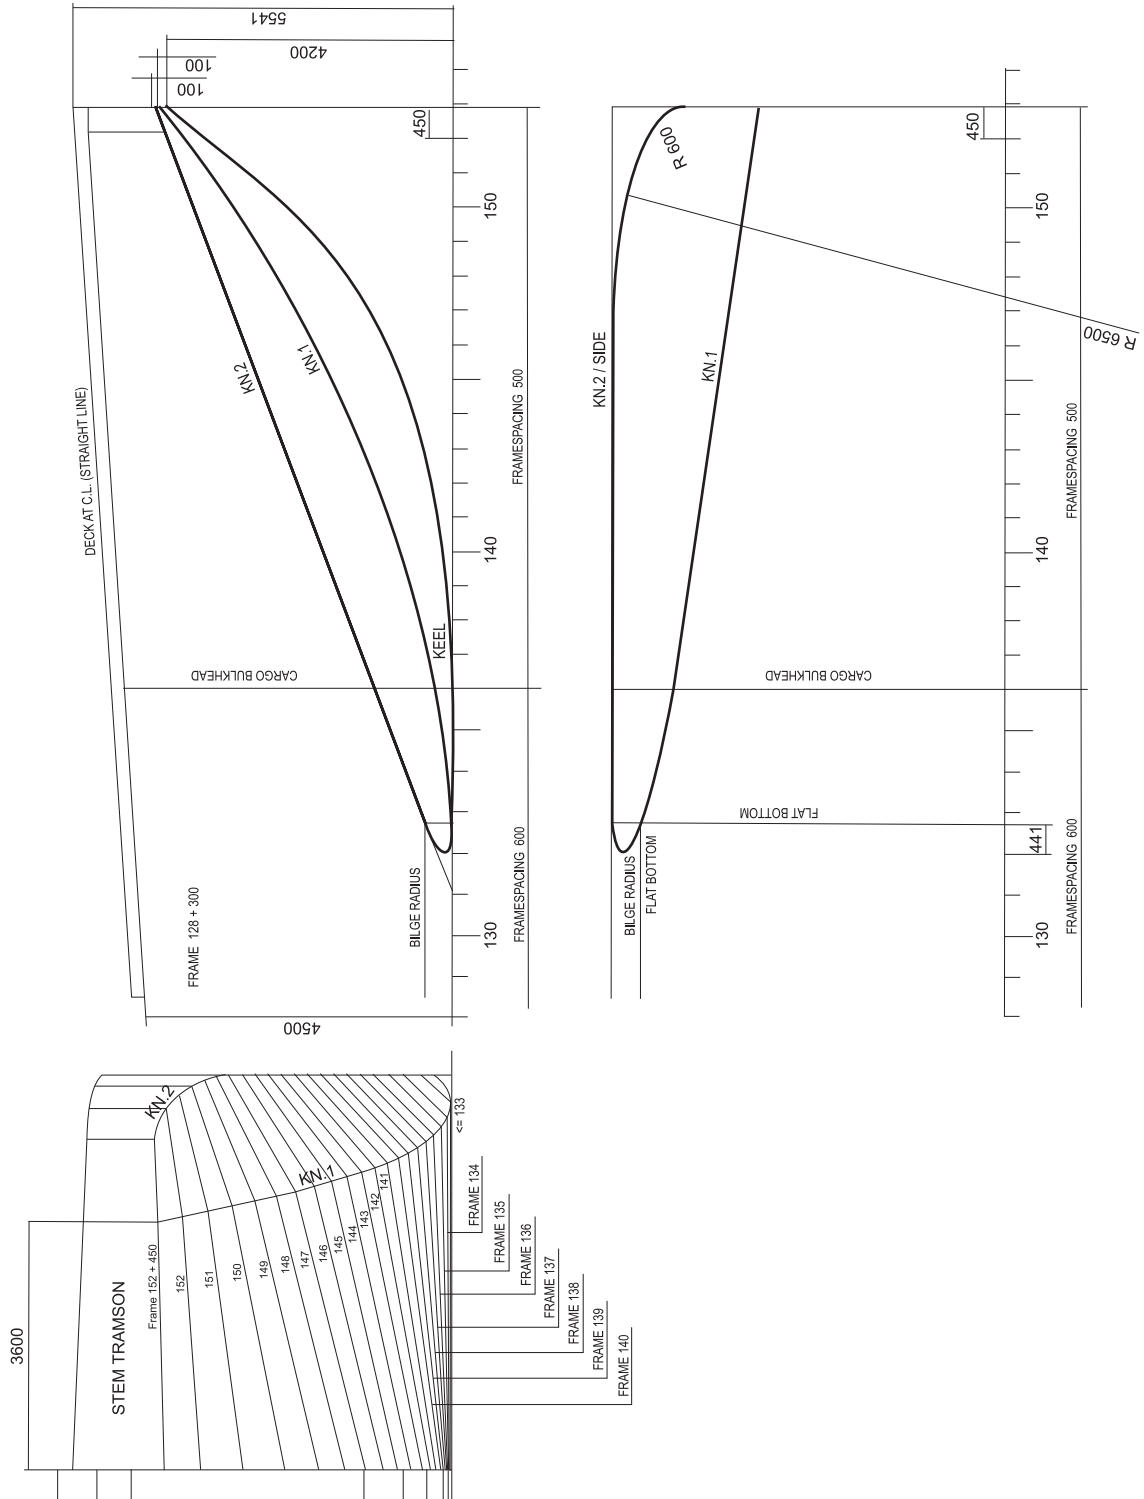 5541
4200
100
100
450
DECK AT C.L. (STRAIGHT LINE)
KN.2
KN.1
KEEL
CARGO BULKHEAD
FRAME 128 + 300
BILGE RADIUS
4500
150
140
130
FRAMESPACING 500
FRAMESPACING 600
R 600
450
KN.2 / SIDE
KN.1
R 6500
CARGO BULKHEAD
FLAT BOTTOM
BILGE RADIUS
FLAT BOTTOM
441
150
140
130
FRAMESPACING 500
FRAMESPACING 600
3600
STEM TRAMSON
KN.2
KN.1
Frame 152 + 450
152
151
150
149
148
147
146
145
144
143
142
141
<= 133
FRAME 134
FRAME 135
FRAME 136
FRAME 137
FRAME 138
FRAME 139
FRAME 140